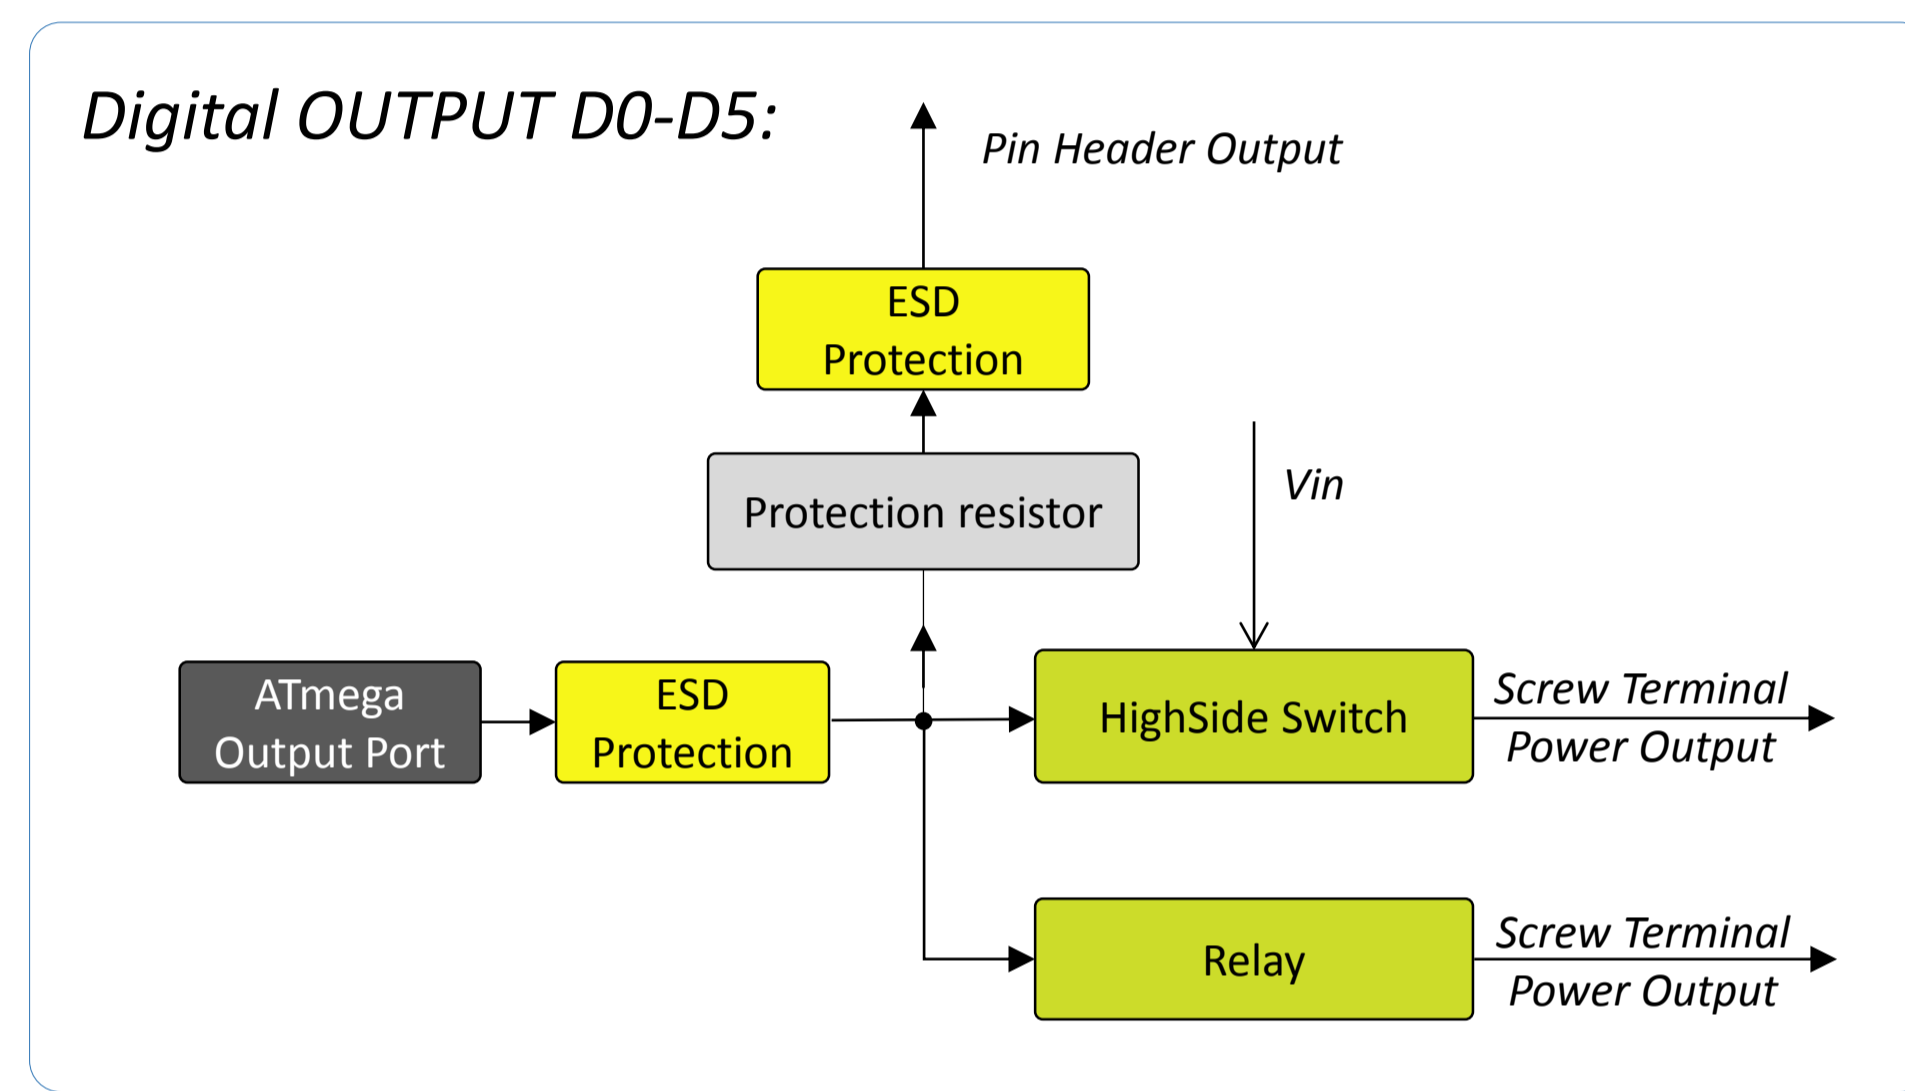 Digital OUTPUT D0-D5:
Pin Header Output
ESD
Protection
Protection resistor
Vin
ATmega
Output Port
ESD
Protection
HighSide Switch
Screw Terminal
Power Output
Relay
Screw Terminal
Power Output